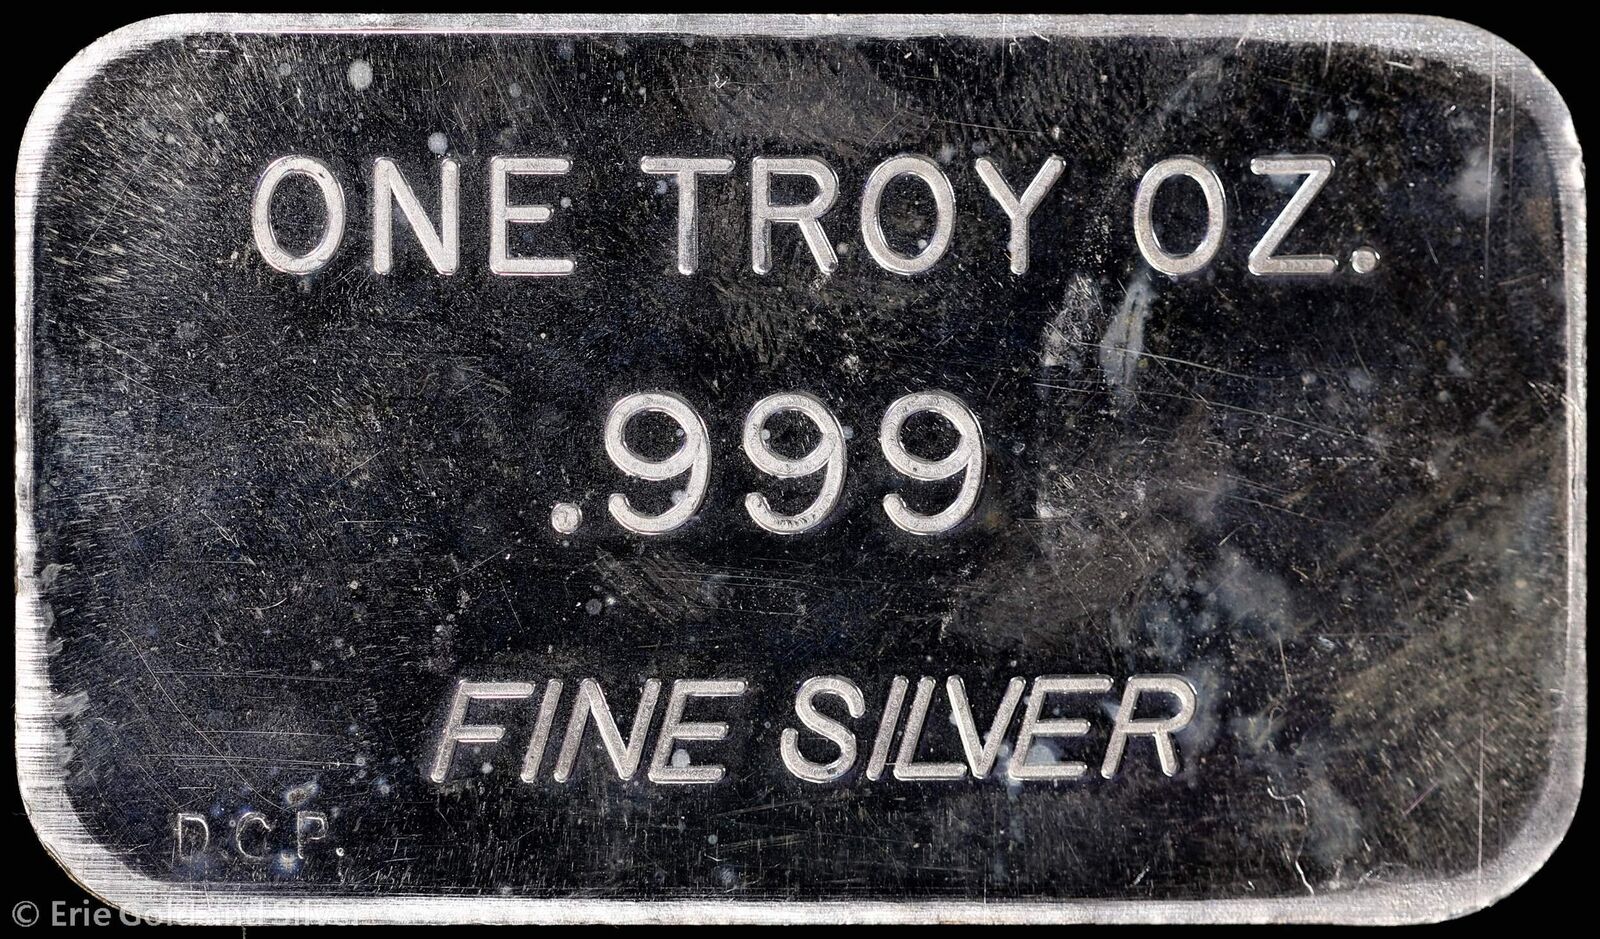 ONE TROY OZ.
.999
FINE SILVER
D.C.P.
© Erie Gold and Silver